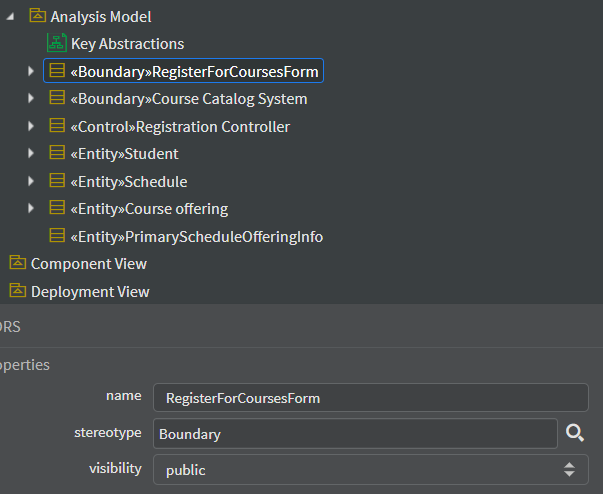 Analysis Model
Key Abstractions
«Boundary»RegisterForCoursesForm
«Boundary»Course Catalog System
«Control»Registration Controller
«Entity»Student
«Entity»Schedule
«Entity»Course offering
«Entity»PrimaryScheduleOfferingInfo
Component View
Deployment View
ORS
operties
name RegisterForCoursesForm
stereotype Boundary
visibility public